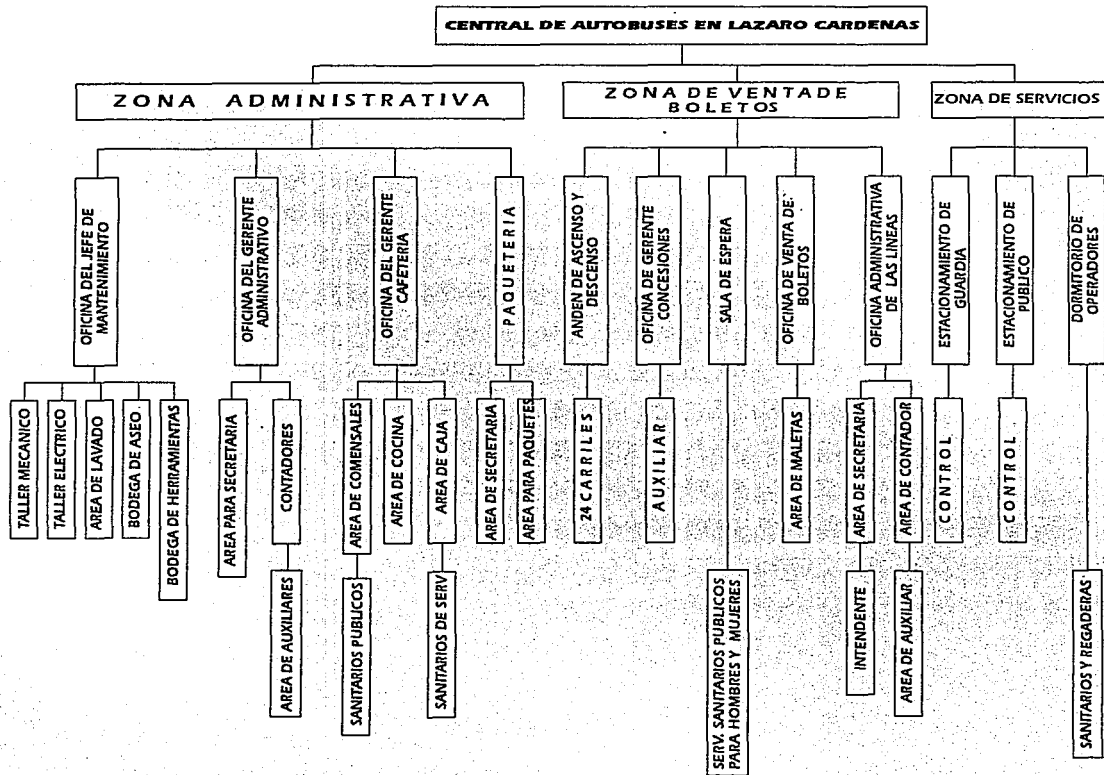 CENTRAL DE AUTOBUSES EN LAZARO CARDENAS
ZONA ADMINISTRATIVA
ZONA DE VENTADE
BOLETOS
ZONA DE SERVICIOS
OFICINA DEL JEFE DE
MANTENIMIENTO
OFICINA DEL GERENTE
ADMINISTRATIVO
OFICINA DEL GERENTE
CAFETERIA
PAQUETERIA
ANDEN DE ASCENSO Y
DESCENSO
OFICINA DE GERENTE
CONCESIONES
SALA DE ESPERA
OFICINA DE VENTA DE
BOLETOS
OFICINA ADMINISTRATIVA
DE LAS LINEAS
ESTACIONAMIENTO DE
GUARDIA
ESTACIONAMIENTO DE
PUBLICO
DORMITORIO DE
OPERADORES
TALLER MECANICO
TALLER ELECTRICO
AREA DE LAVADO
BODEGA DE ASEO.
BODEGA DE HERRAMIENTAS
AREA PARA SECRETARIA
CONTADORES
AREA DE COMENSALES
AREA DE COCINA
AREA DE CAJA
AREA DE SECRETARIA
AREA PARA PAQUETES
24 CARRILES
AUXILIAR
AREA DE MALETAS
AREA DE SECRETARIA
AREA DE CONTADOR
CONTROL
CONTROL
AREA DE AUXILIARES
SANITARIOS PUBLICOS
SANITARIOS DE SERV
SERV. SANITARIOS PUBLICOS
PARA HOMBRES Y MUJERES
INTENDENTE
AREA DE AUXILIAR
SANITARIOS Y REGADERAS